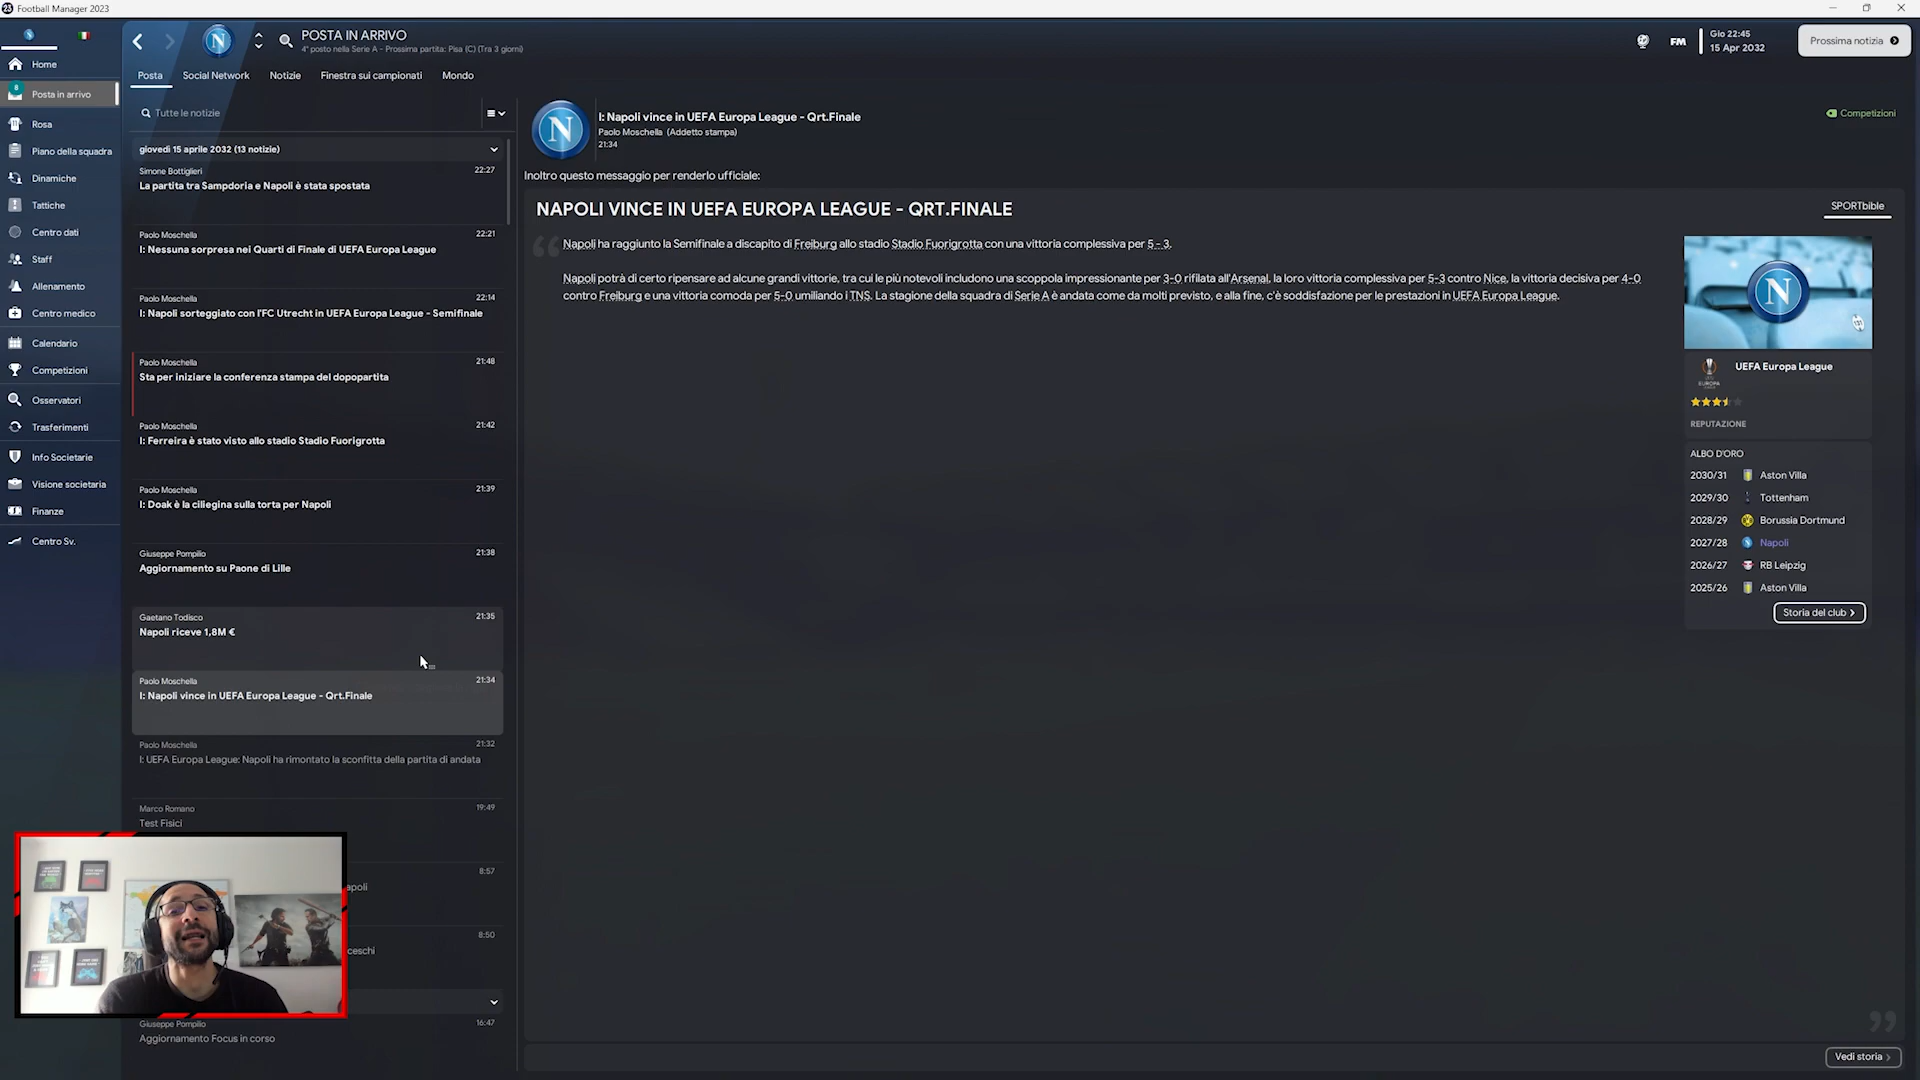 Football Manager 2023
POSTA IN ARRIVO
4° posto nella Serie A - Prossima partita: Pisa (C) (Tra 3 giorni)
FM
Gio 22:45
15 Apr 2032
Prossima notizia
Posta
Social Network
Notizie
Finestra sui campionati
Mondo
Home
8
Posta in arrivo
Rosa
Piano della squadra
Dinamiche
Tattiche
Centro dati
Staff
Allenamento
Centro medico
Calendario
Competizioni
Osservatori
Trasferimenti
Info Societarie
Visione societaria
Finanze
Centro Sv.
Tutte le notizie
giovedì 15 aprile 2032 (13 notizie)
Simone Bottiglieri 22:27
La partita tra Sampdoria e Napoli è stata spostata
Paolo Moschella 22:21
I: Nessuna sorpresa nei Quarti di Finale di UEFA Europa League
Paolo Moschella 22:14
I: Napoli sorteggiato con l'FC Utrecht in UEFA Europa League - Semifinale
Paolo Moschella 21:48
Sta per iniziare la conferenza stampa del dopopartita
Paolo Moschella 21:42
I: Ferreira è stato visto allo stadio Stadio Fuorigrotta
Paolo Moschella 21:39
I: Doak è la ciliegina sulla torta per Napoli
Giuseppe Pompilio 21:38
Aggiornamento su Paone di Lille
Gaetano Todisco 21:35
Napoli riceve 1,8M €
Paolo Moschella 21:34
I: Napoli vince in UEFA Europa League - Qrt.Finale
Paolo Moschella 21:32
I: UEFA Europa League: Napoli ha rimontato la sconfitta della partita di andata
Marco Romano 19:49
Test Fisici
8:57
apoli
8:50
ceschi
Giuseppe Pompilio 16:47
Aggiornamento Focus in corso
I: Napoli vince in UEFA Europa League - Qrt.Finale
Paolo Moschella (Addetto stampa)
21:34
Competizioni
Inoltro questo messaggio per renderlo ufficiale:
NAPOLI VINCE IN UEFA EUROPA LEAGUE - QRT.FINALE
SPORTbible
Napoli ha raggiunto la Semifinale a discapito di Freiburg allo stadio Stadio Fuorigrotta con una vittoria complessiva per 5 - 3.
Napoli potrà di certo ripensare ad alcune grandi vittorie, tra cui le più notevoli includono una scoppola impressionante per 3-0 rifilata all'Arsenal, la loro vittoria complessiva per 5-3 contro Nice, la vittoria decisiva per 4-0
contro Freiburg e una vittoria comoda per 5-0 umiliando i TNS. La stagione della squadra di Serie A è andata come da molti previsto, e alla fine, c'è soddisfazione per le prestazioni in UEFA Europa League.
UEFA Europa League
REPUTAZIONE
ALBO D'ORO
2030/31 Aston Villa
2029/30 Tottenham
2028/29 Borussia Dortmund
2027/28 Napoli
2026/27 RB Leipzig
2025/26 Aston Villa
Storia del club
Vedi storia